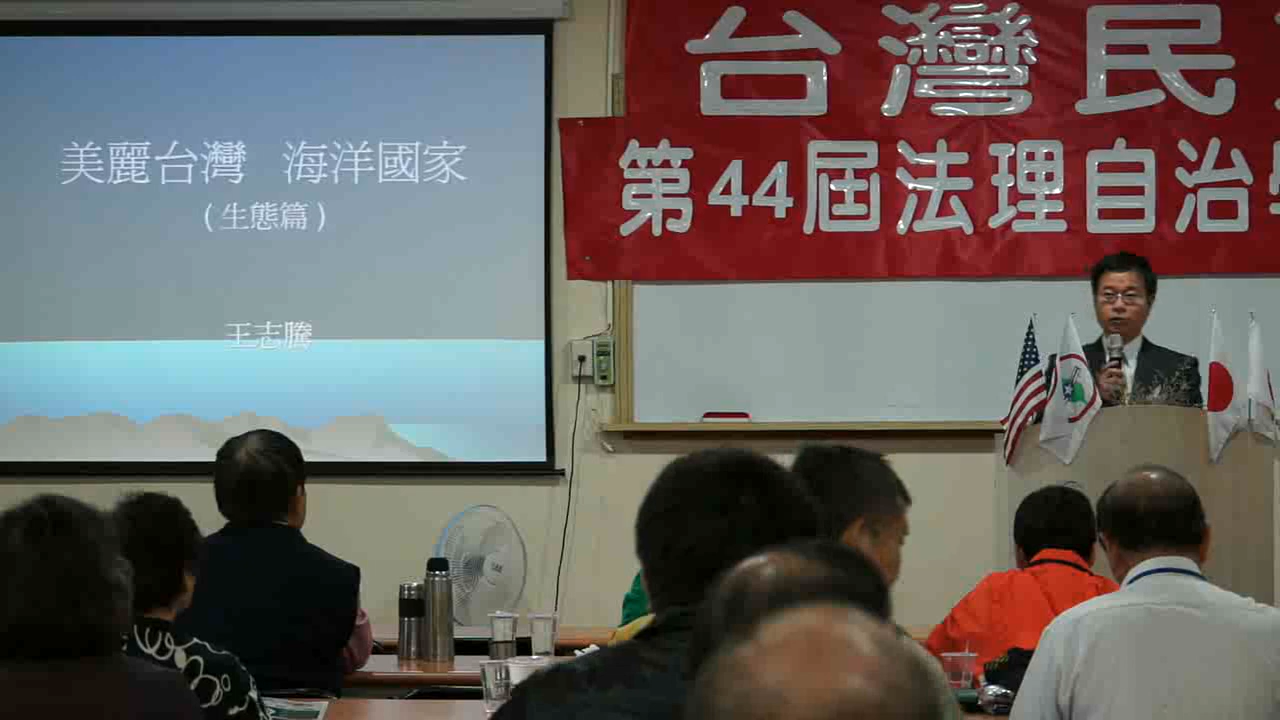 美麗台灣 海洋國家
(生態篇)
王志騰
台灣民
第44屆法理自治